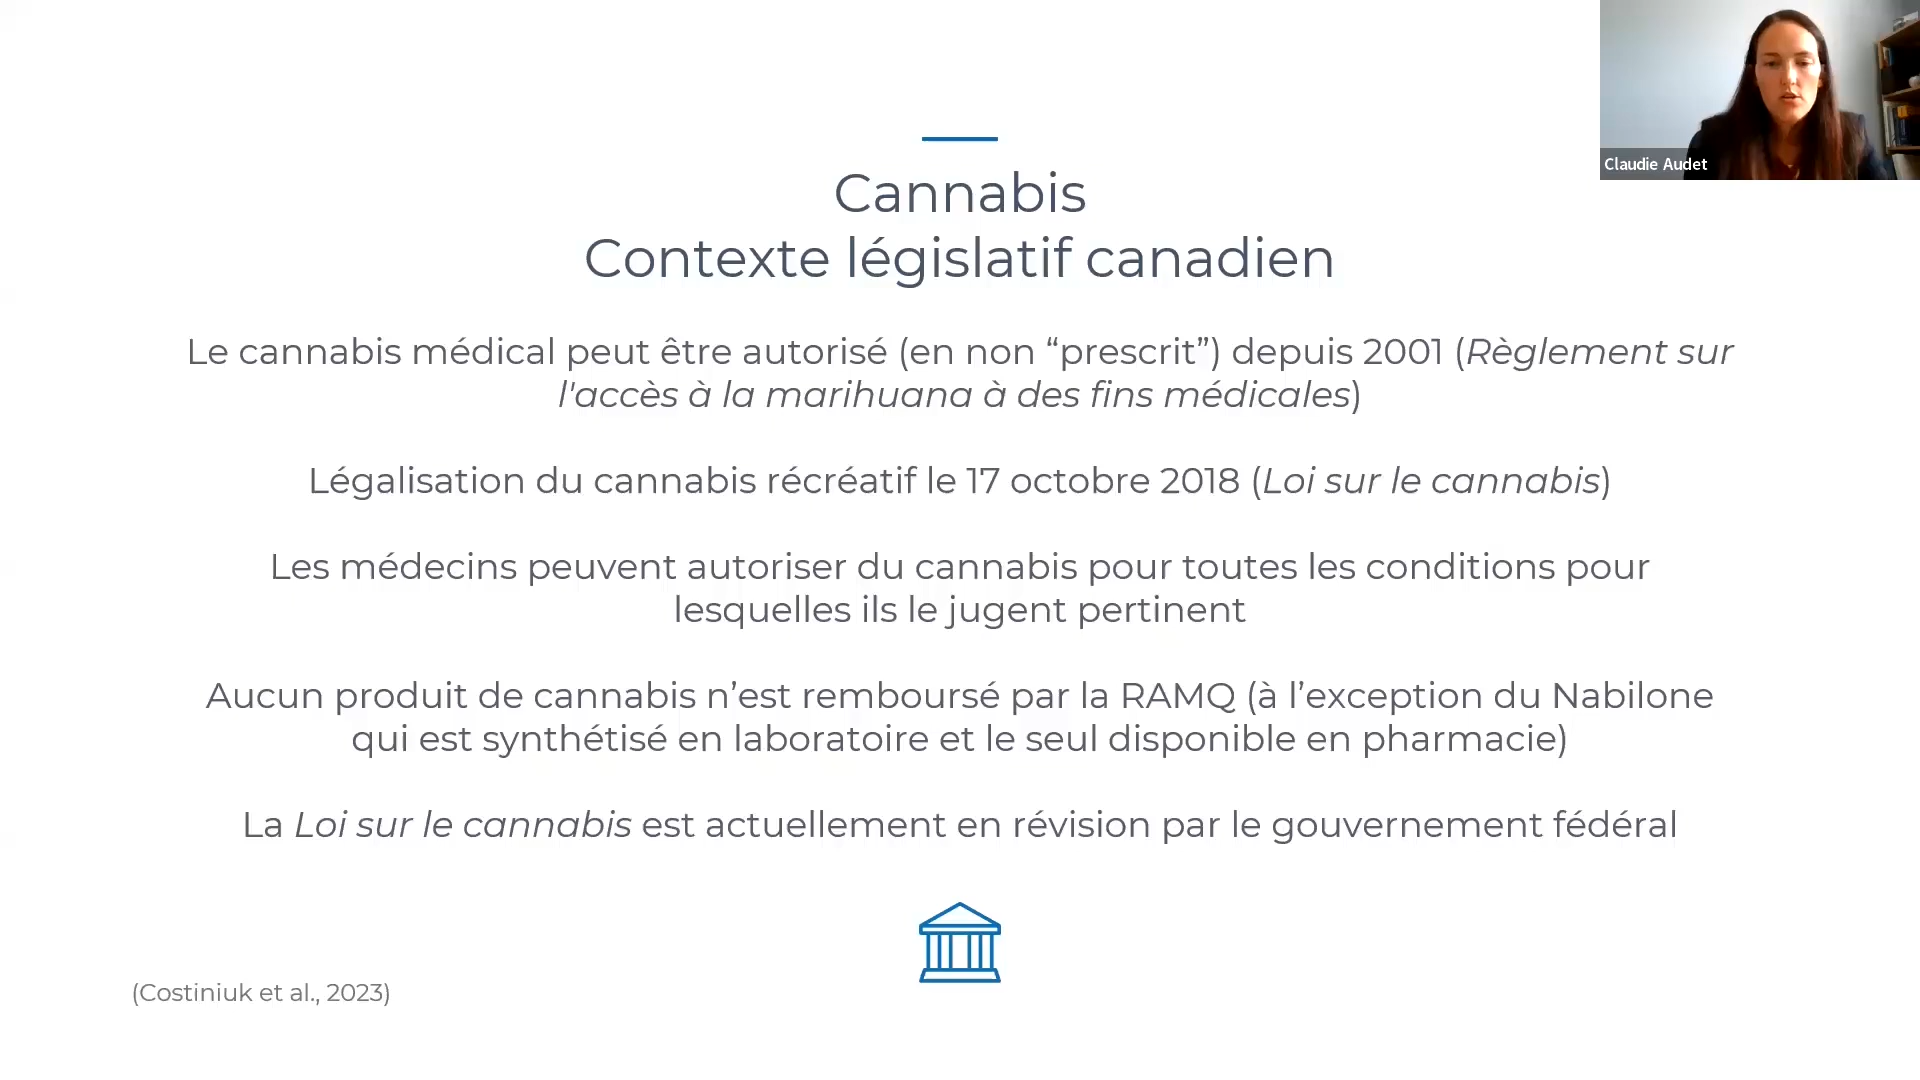 Claudie Audet
Cannabis
Contexte législatif canadien
Le cannabis médical peut être autorisé (en non “prescrit”) depuis 2001 (Règlement sur
l'accès à la marihuana à des fins médicales)
Légalisation du cannabis récréatif le 17 octobre 2018 (Loi sur le cannabis)
Les médecins peuvent autoriser du cannabis pour toutes les conditions pour
lesquelles ils le jugent pertinent
Aucun produit de cannabis n’est remboursé par la RAMQ (à l’exception du Nabilone
qui est synthétisé en laboratoire et le seul disponible en pharmacie)
La Loi sur le cannabis est actuellement en révision par le gouvernement fédéral
(Costiniuk et al., 2023)